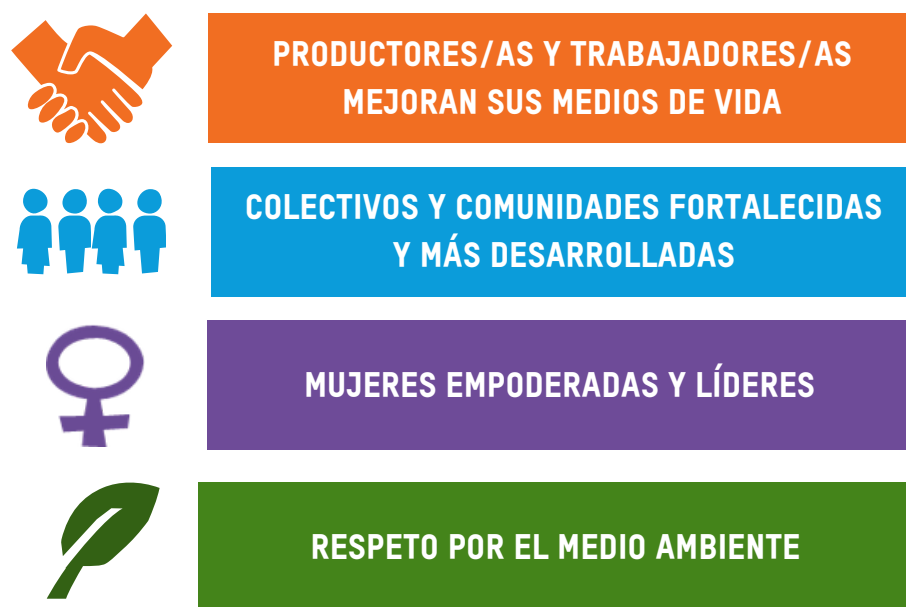 PRODUCTORES/AS Y TRABAJADORES/AS
MEJORAN SUS MEDIOS DE VIDA
COLECTIVOS Y COMUNIDADES FORTALECIDAS
Y MÁS DESARROLLADAS
MUJERES EMPODERADAS Y LÍDERES
RESPETO POR EL MEDIO AMBIENTE